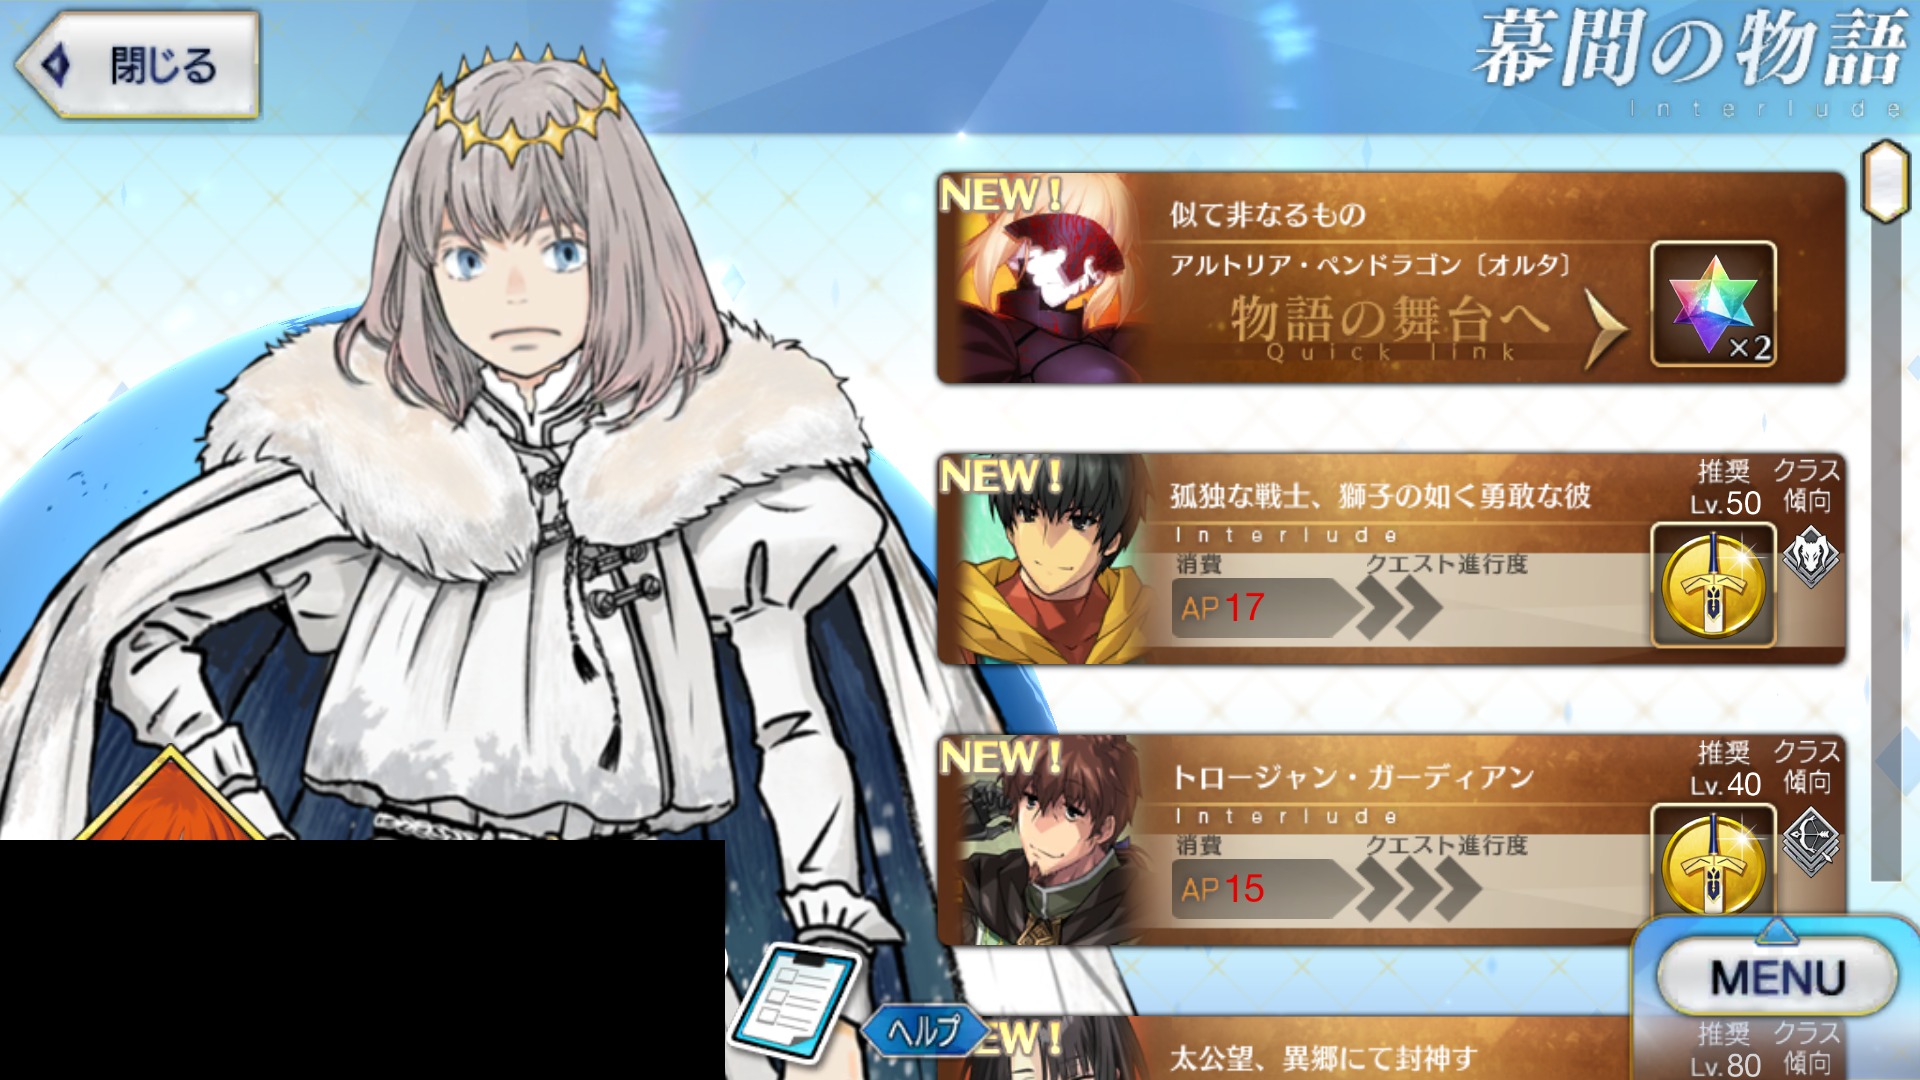 閉じる
幕間の物語
Interlude
NEW!
似て非なるもの
アルトリア・ペンドラゴン〔オルタ〕
物語の舞台へ
Quick link
×2
NEW!
孤独な戦士、獅子の如く勇敢な彼
Interlude
推奨 クラス
Lv.50 傾向
消費 クエスト進行度
AP 17
NEW!
トロージャン・ガーディアン
Interlude
推奨 クラス
Lv.40 傾向
消費 クエスト進行度
AP 15
MENU
ヘルプ
EW!
太公望、異郷にて封神す
推奨 クラス
Lv.80 傾向